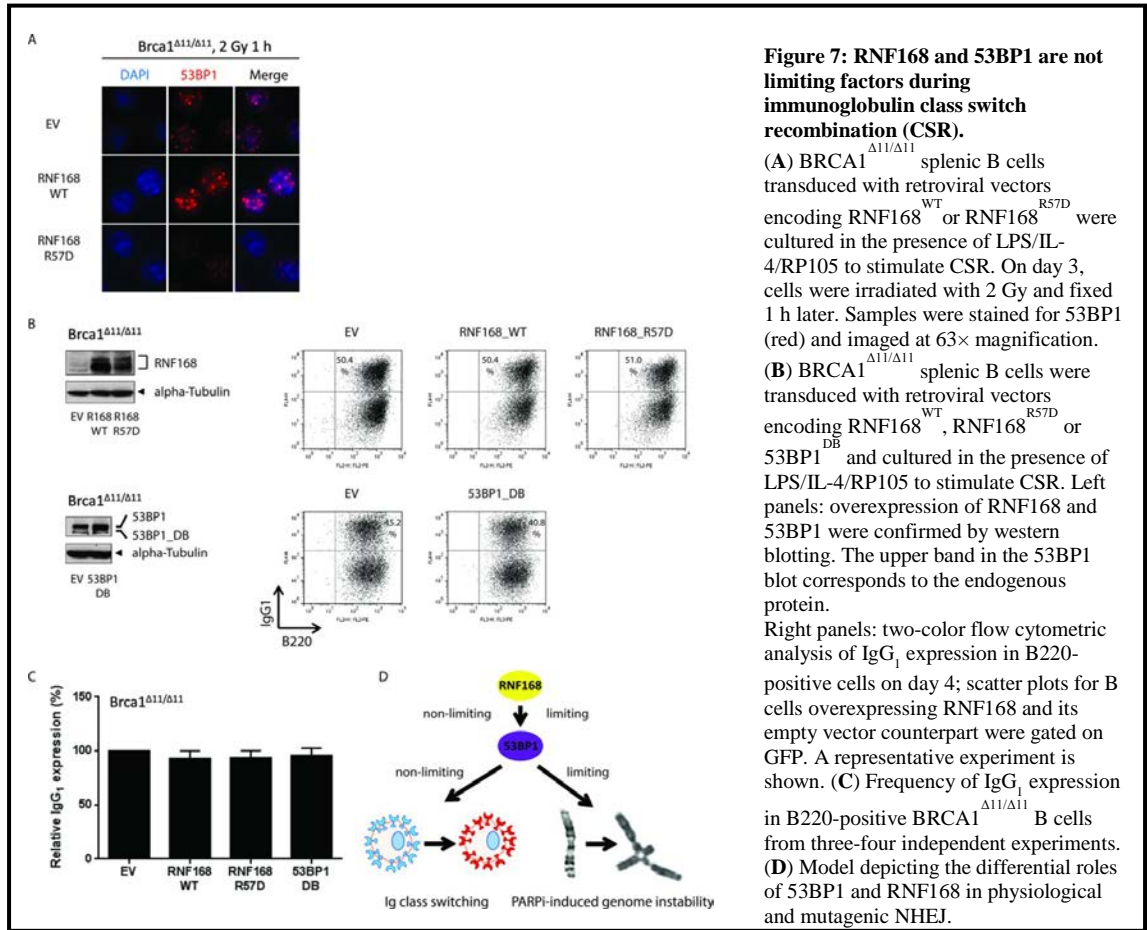 A
Brca1Δ11/Δ11, 2 Gy 1 h
DAPI 53BP1 Merge
EV
RNF168
WT
RNF168
R57D
B
Brca1Δ11/Δ11
RNF168
alpha-Tubulin
EV R168 R168
WT R57D
EV
50.4
%
RNF168_WT
50.4
%
RNF168_R57D
51.0
%
Brca1Δ11/Δ11
53BP1
53BP1_DB
alpha-Tubulin
EV 53BP1
DB
EV
45.2
%
53BP1_DB
40.8
%
IgG1
B220
C
Brca1Δ11/Δ11
Relative IgG1 expression (%)
150
100
50
0
EV
RNF168
WT
RNF168
R57D
53BP1
DB
D
RNF168
non-limiting limiting
53BP1
non-limiting limiting
Ig class switching PARPi-induced genome instability
Figure 7: RNF168 and 53BP1 are not
limiting factors during
immunoglobulin class switch
recombination (CSR).
(A) BRCA1Δ11/Δ11 splenic B cells
transduced with retroviral vectors
encoding RNF168WT or RNF168R57D were
cultured in the presence of LPS/IL-
4/RP105 to stimulate CSR. On day 3,
cells were irradiated with 2 Gy and fixed
1 h later. Samples were stained for 53BP1
(red) and imaged at 63× magnification.
(B) BRCA1Δ11/Δ11 splenic B cells were
transduced with retroviral vectors
encoding RNF168WT, RNF168R57D or
53BP1DB and cultured in the presence of
LPS/IL-4/RP105 to stimulate CSR. Left
panels: overexpression of RNF168 and
53BP1 were confirmed by western
blotting. The upper band in the 53BP1
blot corresponds to the endogenous
protein.
Right panels: two-color flow cytometric
analysis of IgG1 expression in B220-
positive cells on day 4; scatter plots for B
cells overexpressing RNF168 and its
empty vector counterpart were gated on
GFP. A representative experiment is
shown. (C) Frequency of IgG1 expression
in B220-positive BRCA1Δ11/Δ11 B cells
from three-four independent experiments.
(D) Model depicting the differential roles
of 53BP1 and RNF168 in physiological
and mutagenic NHEJ.